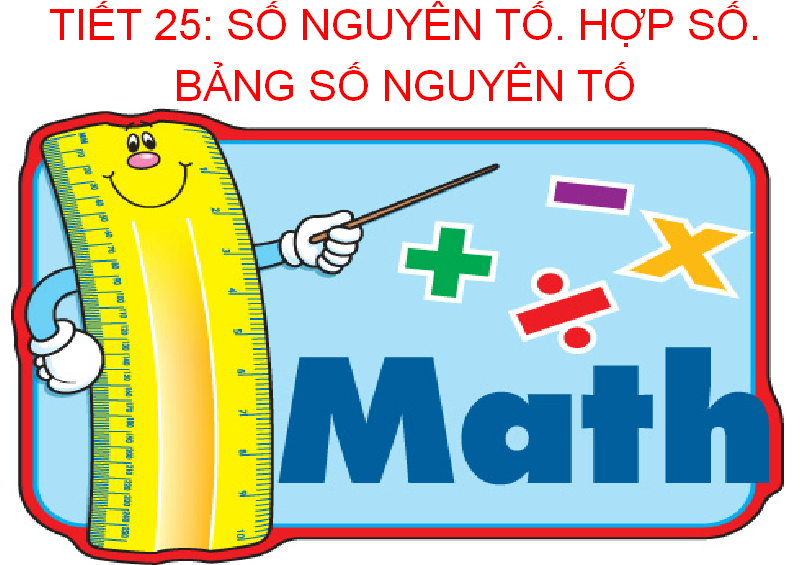 TIẾT 25: SỐ NGUYÊN TỐ. HỢP SỐ.
BẢNG SỐ NGUYÊN TỐ
Math